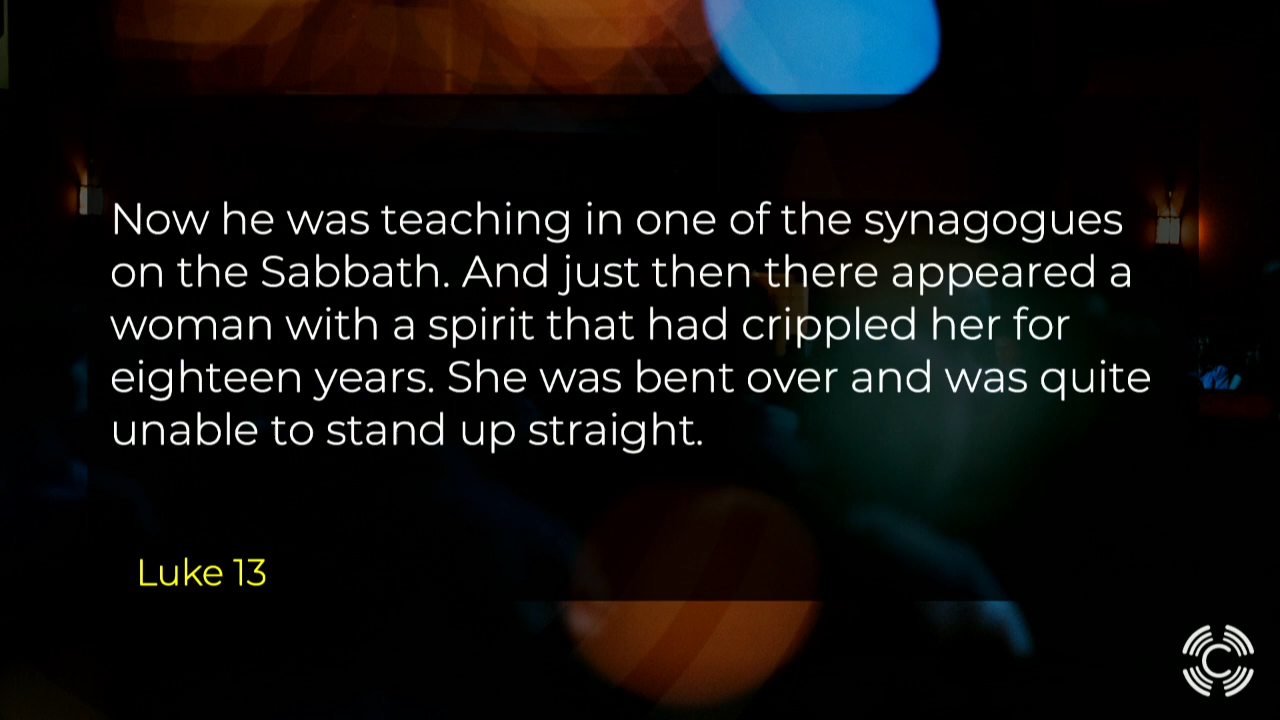 Now he was teaching in one of the synagogues
on the Sabbath. And just then there appeared a
woman with a spirit that had crippled her for
eighteen years. She was bent over and was quite
unable to stand up straight.
Luke 13
C